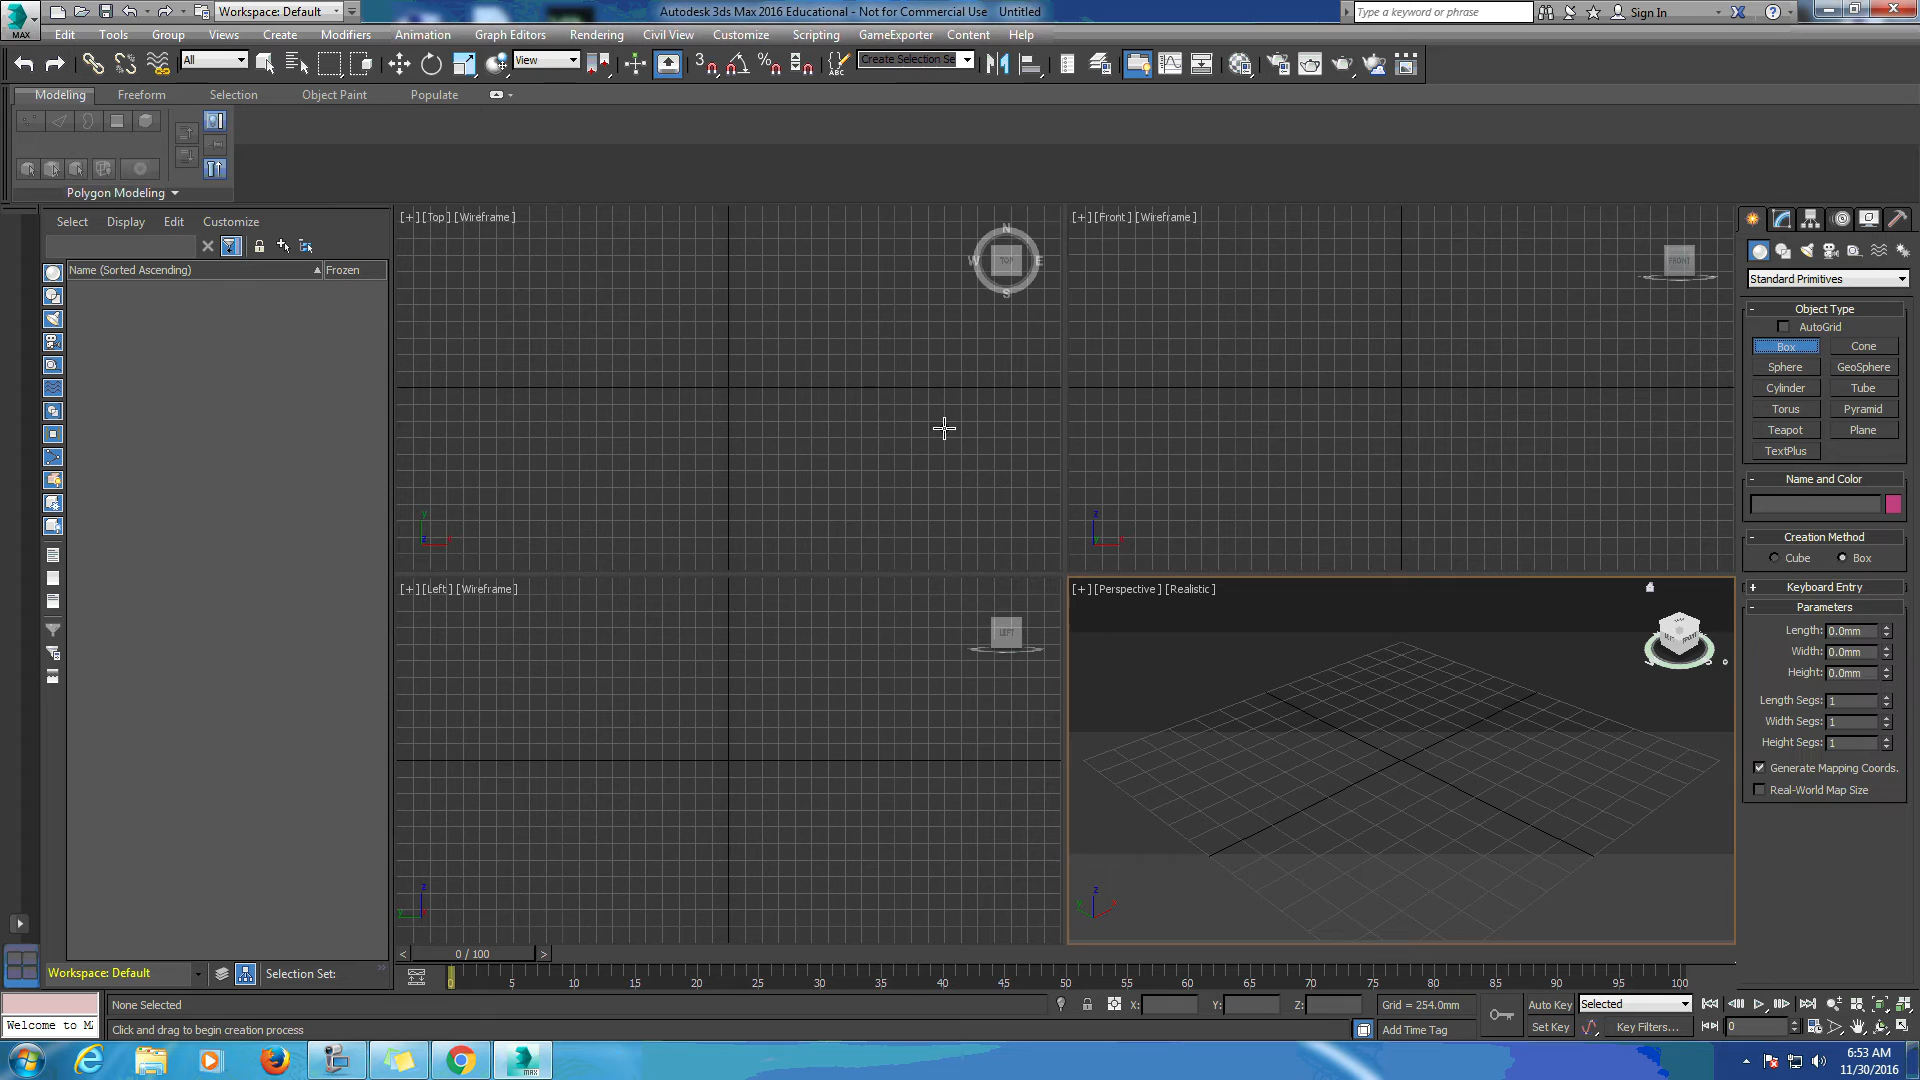 Workspace: Default
Autodesk 3ds Max 2016 Educational - Not for Commercial Use   Untitled
Type a keyword or phrase
Sign In
MAX
Edit Tools Group Views Create Modifiers Animation Graph Editors Rendering Civil View Customize Scripting GameExporter Content Help
All
View
3
ABC
Create Selection Se
Modeling Freeform Selection Object Paint Populate
Polygon Modeling
Select Display Edit Customize
Name (Sorted Ascending) Frozen
[+] [Top] [Wireframe]
N
W TOP E
S
y
z
[+] [Front] [Wireframe]
FRONT
z
y
[+] [Left] [Wireframe]
LEFT
z
y
[+] [Perspective] [Realistic]
z
y x
Standard Primitives
Object Type
AutoGrid
Box Cone
Sphere GeoSphere
Cylinder Tube
Torus Pyramid
Teapot Plane
TextPlus
Name and Color
Creation Method
Cube Box
Keyboard Entry
Parameters
Length: 0.0mm
Width: 0.0mm
Height: 0.0mm
Length Segs: 1
Width Segs: 1
Height Segs: 1
Generate Mapping Coords.
Real-World Map Size
< 0 / 100 >
Workspace: Default
Selection Set:
0 5 10 15 20 25 30 35 40 45 50 55 60 65 70 75 80 85 90 95 100
None Selected
X: Y: Z: Grid = 254.0mm
Auto Key Selected
Welcome to M
Click and drag to begin creation process
Add Time Tag
Set Key Key Filters... 0
MAX
6:53 AM
11/30/2016